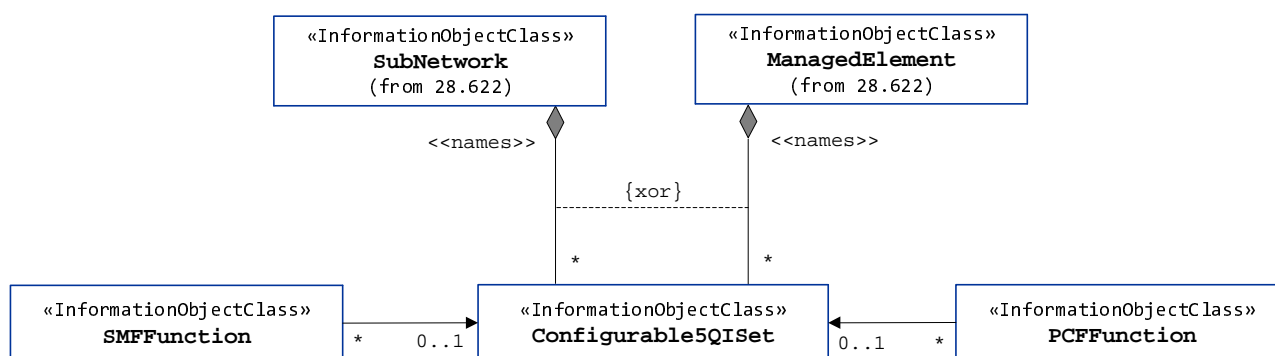 «InformationObjectClass»
SubNetwork
(from 28.622)
«InformationObjectClass»
ManagedElement
(from 28.622)
<<names>>
<<names>>
{xor}
*
*
«InformationObjectClass»
SMFFunction
*
0..1
«InformationObjectClass»
Configurable5QISet
0..1
*
«InformationObjectClass»
PCFFunction